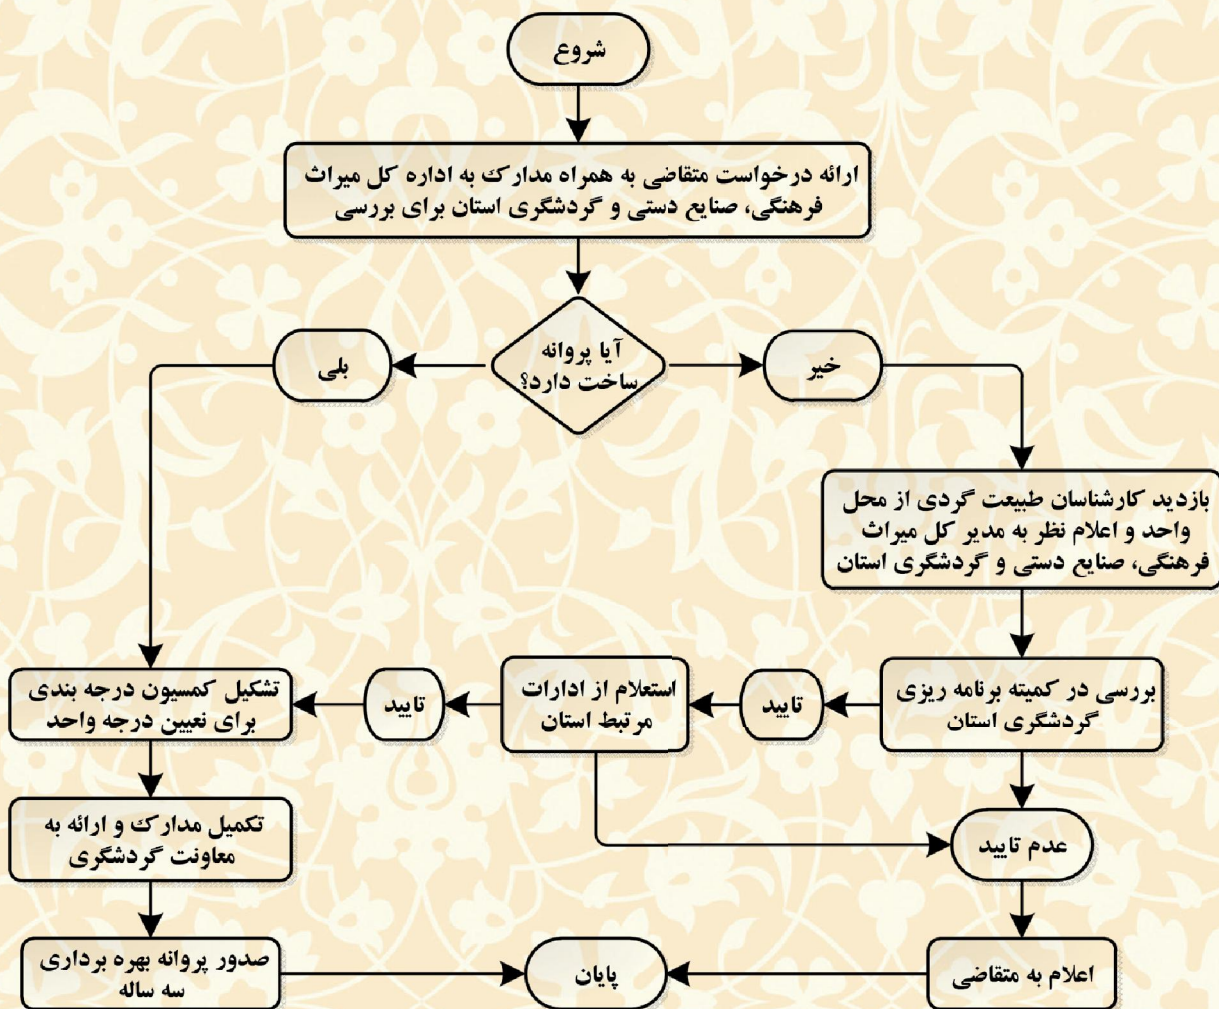 شروع
ارائه درخواست متقاضی به همراه مدارک به اداره کل میراث
فرهنگی، صنایع دستی و گردشگری استان برای بررسی
آیا پروانه
ساخت دارد؟
خیر
بلی
بازدید کارشناسان طبیعت گردی از محل
واحد و اعلام نظر به مدیر کل میراث
فرهنگی، صنایع دستی و گردشگری استان
بررسی در کمیته برنامه ریزی
گردشگری استان
تایید
استعلام از ادارات
مرتبط استان
تایید
تشکیل کمسیون درجه بندی
برای نعیین درجه واحد
عدم تایید
تکمیل مدارک و ارائه به
معاونت گردشگری
اعلام به متقاضی
پایان
صدور پروانه بهره برداری
سه ساله